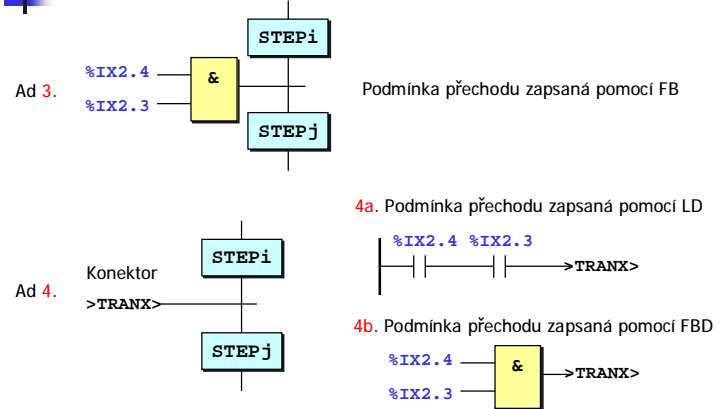 STEPi
%IX2.4
&
Ad 3.
Podmínka přechodu zapsaná pomocí FB
%IX2.3
STEPj
4a. Podmínka přechodu zapsaná pomocí LD
%IX2.4 %IX2.3
>TRANX>
STEPi
Konektor
Ad 4.
>TRANX>
STEPj
4b. Podmínka přechodu zapsaná pomocí FBD
%IX2.4
&
>TRANX>
%IX2.3